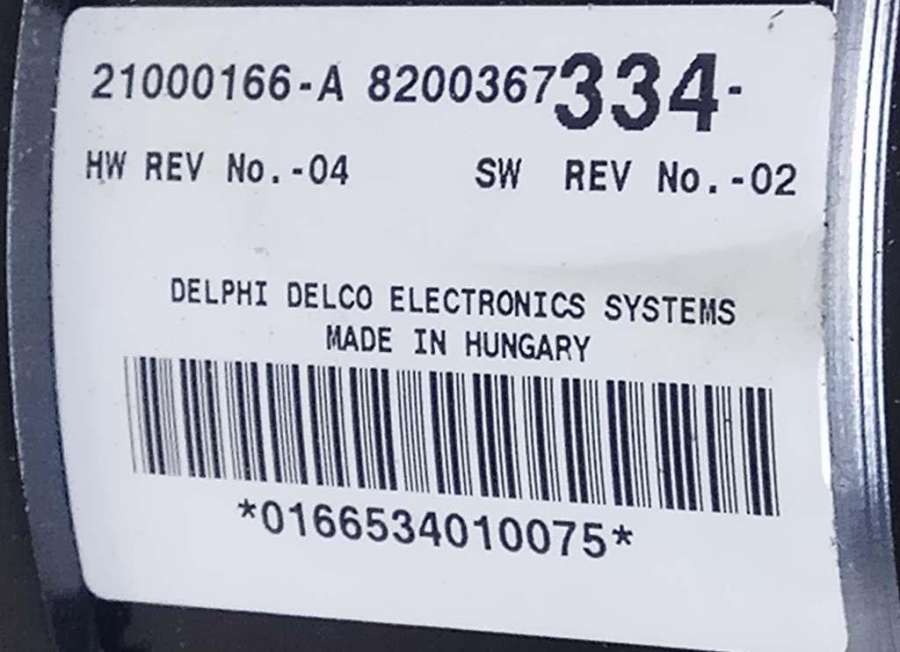 21000166-A 8200367334-
HW REV No.-04 SW REV No.-02
DELPHI DELCO ELECTRONICS SYSTEMS
MADE IN HUNGARY
*0166534010075*